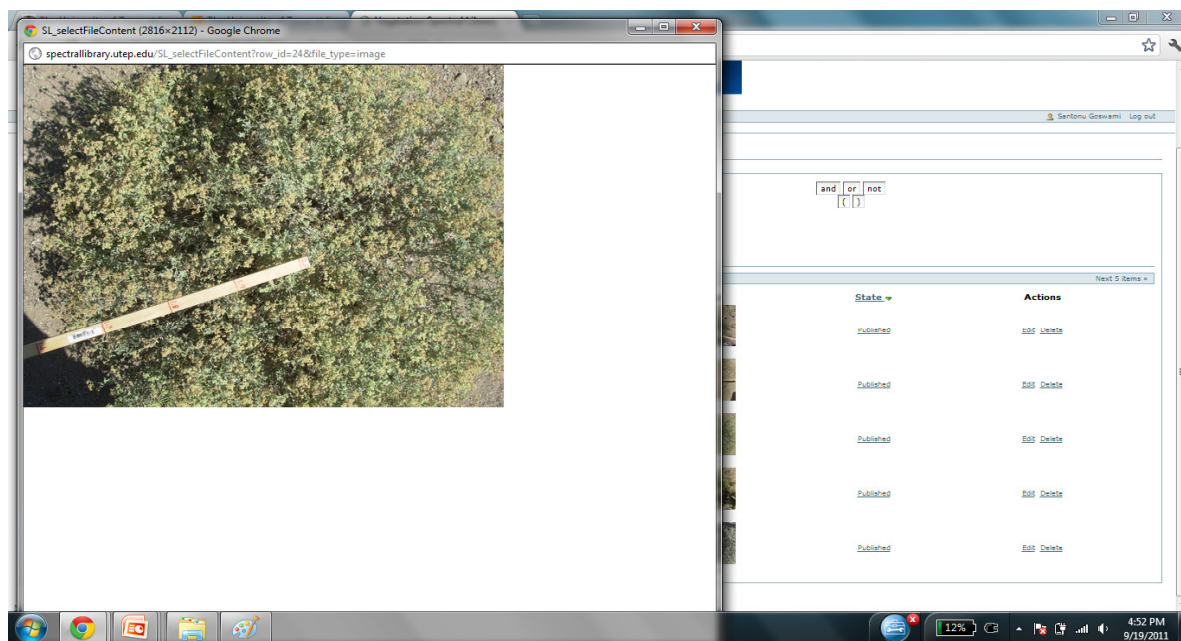 SL_selectFileContent (2816×2112) - Google Chrome
spectrallibrary.utep.edu/SL_selectFileContent?row_id=24&file_type=image
Santonu Goswami Log out
and or not
( )
Next 5 items »
State Actions
Published Edit Delete
Published Edit Delete
Published Edit Delete
Published Edit Delete
Published Edit Delete
12%
4:52 PM
9/19/2011